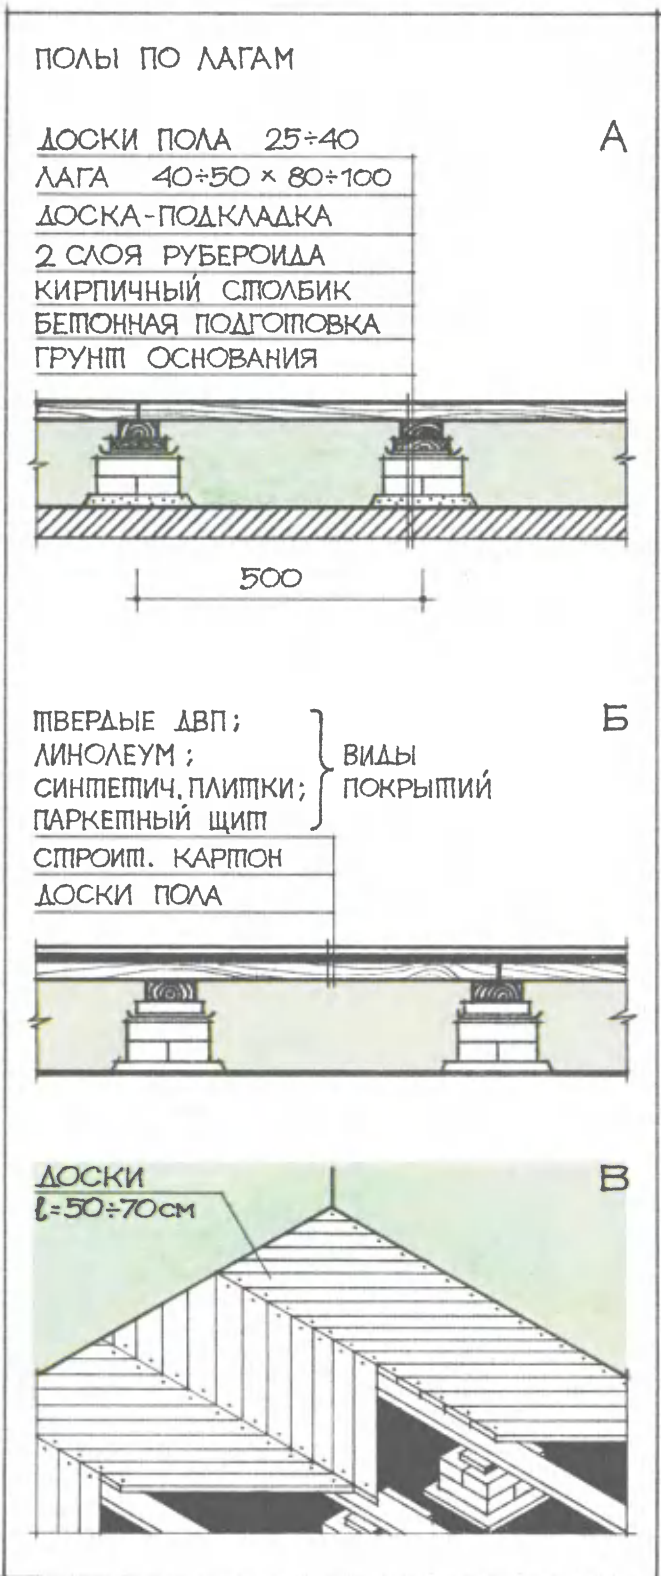 ПОЛЫ ПО ЛАГАМ
А
ДОСКИ ПОЛА 25÷40
ЛАГА 40÷50 × 80÷100
ДОСКА-ПОДКЛАДКА
2 СЛОЯ РУБЕРОИДА
КИРПИЧНЫЙ СТОЛБИК
БЕТОННАЯ ПОДГОТОВКА
ГРУНТ ОСНОВАНИЯ
500
Б
ТВЕРДЫЕ ДВП;
ЛИНОЛЕУМ;
СИНТЕТИЧ. ПЛИТКИ;
ПАРКЕТНЫЙ ЩИТ
ВИДЫ
ПОКРЫТИЙ
СТРОИТ. КАРТОН
ДОСКИ ПОЛА
В
ДОСКИ
ℓ=50÷70см